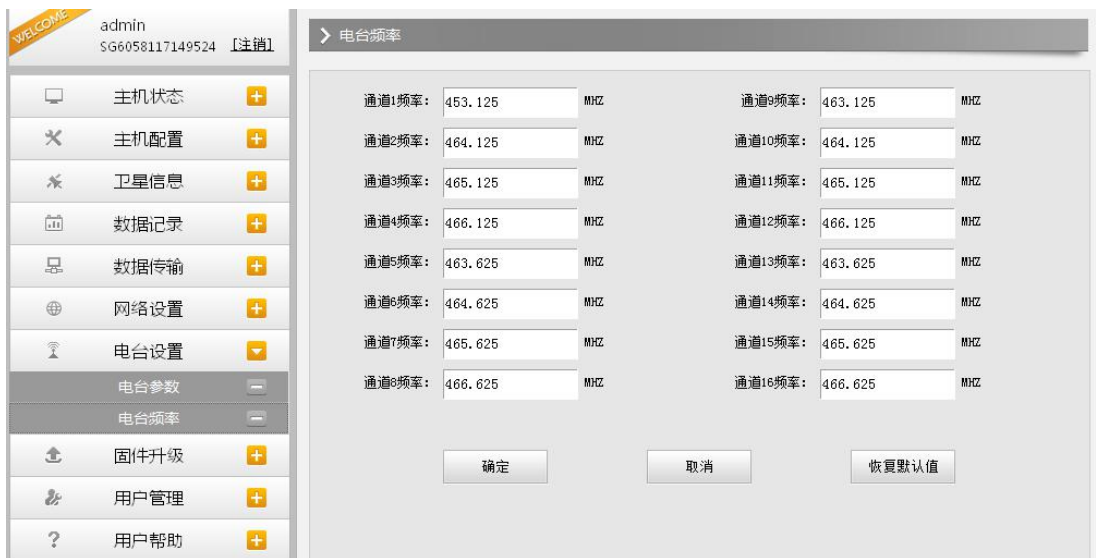 WELCOME
admin
SG6058117149524 [注销]
主机状态
主机配置
卫星信息
数据记录
数据传输
网络设置
电台设置
电台参数
电台频率
固件升级
用户管理
用户帮助
电台频率
通道1频率： 453.125 MHZ 通道9频率： 463.125 MHZ
通道2频率： 464.125 MHZ 通道10频率： 464.125 MHZ
通道3频率： 465.125 MHZ 通道11频率： 465.125 MHZ
通道4频率： 466.125 MHZ 通道12频率： 466.125 MHZ
通道5频率： 463.625 MHZ 通道13频率： 463.625 MHZ
通道6频率： 464.625 MHZ 通道14频率： 464.625 MHZ
通道7频率： 465.625 MHZ 通道15频率： 465.625 MHZ
通道8频率： 466.625 MHZ 通道16频率： 466.625 MHZ
确定 取消 恢复默认值